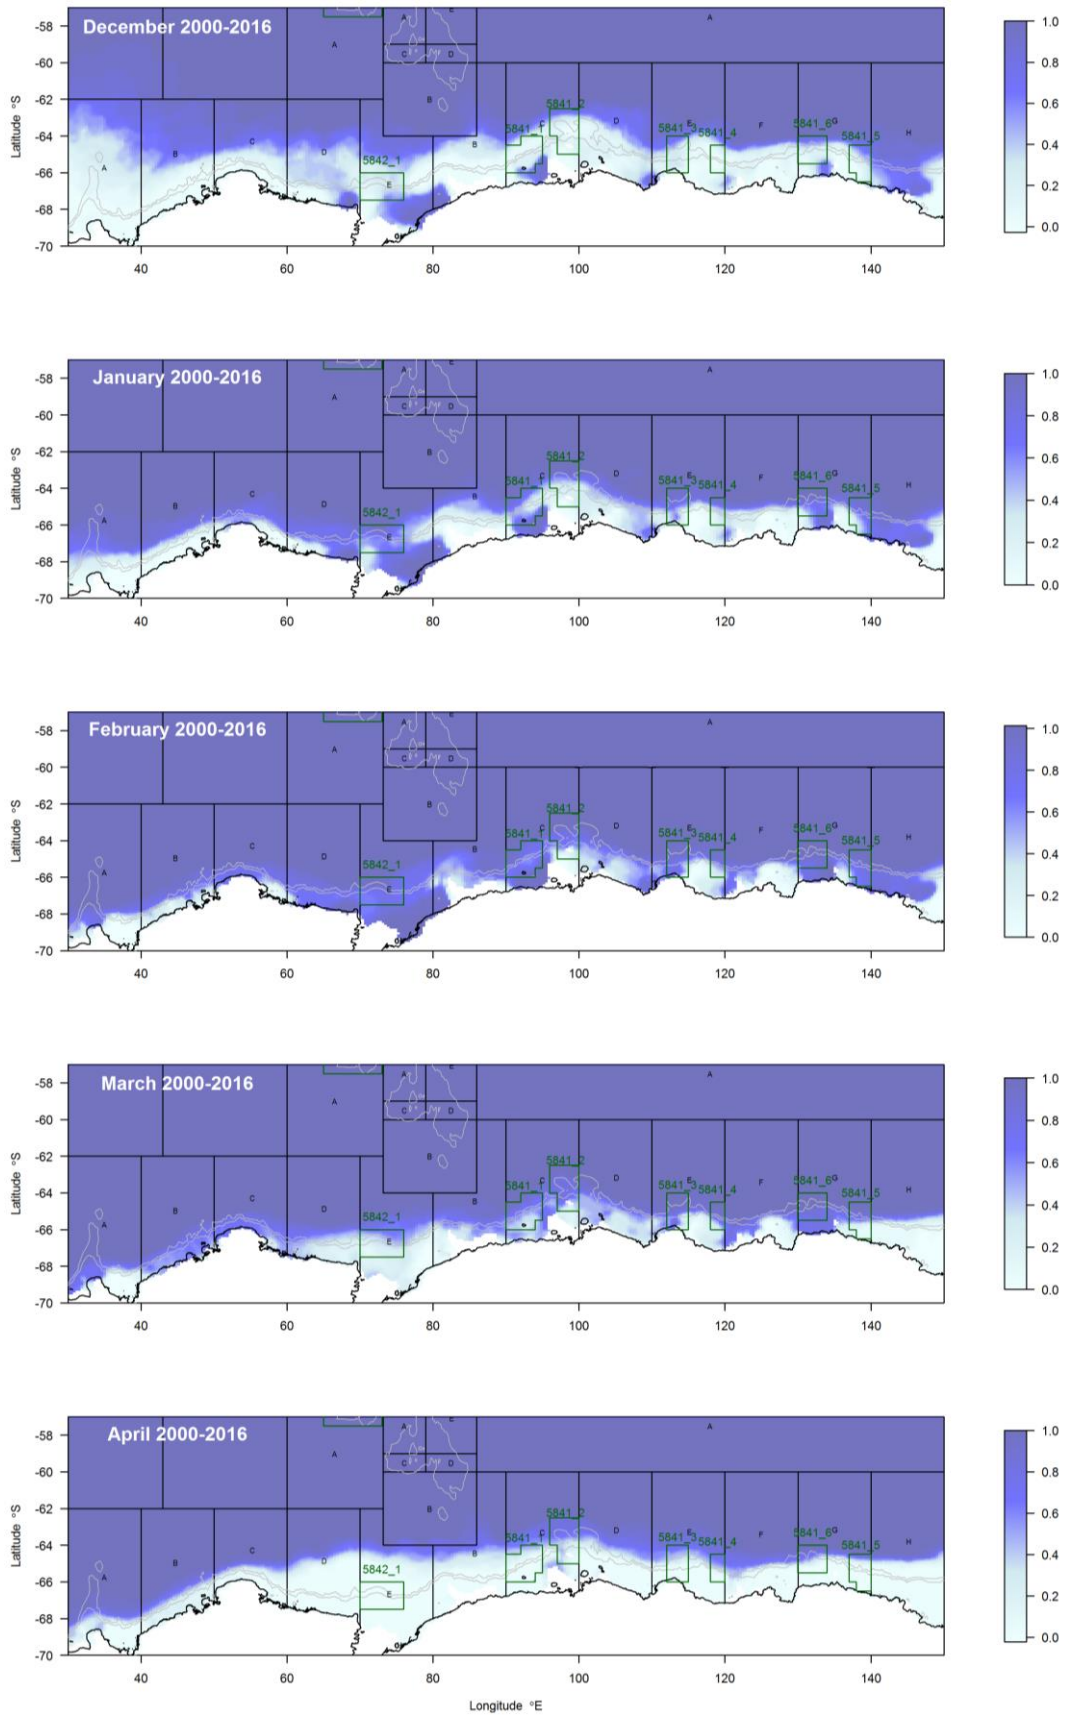 December 2000-2016
Latitude °S
-58
-60
-62
-64
-66
-68
-70
40
60
80
100
120
140
A
A
E
C
D
B
A
A
B
C
D
E
B
C
D
E
F
G
H
5842_1
5841_1
5841_2
5841_3
5841_4
5841_6
5841_5
1.0
0.8
0.6
0.4
0.2
0.0
January 2000-2016
Latitude °S
-58
-60
-62
-64
-66
-68
-70
40
60
80
100
120
140
A
A
E
C
D
B
A
A
B
C
D
E
B
C
D
E
F
G
H
5842_1
5841_1
5841_2
5841_3
5841_4
5841_6
5841_5
1.0
0.8
0.6
0.4
0.2
0.0
February 2000-2016
Latitude °S
-58
-60
-62
-64
-66
-68
-70
40
60
80
100
120
140
A
A
E
C
D
B
A
A
B
C
D
E
B
C
D
E
F
G
H
5842_1
5841_1
5841_2
5841_3
5841_4
5841_6
5841_5
1.0
0.8
0.6
0.4
0.2
0.0
March 2000-2016
Latitude °S
-58
-60
-62
-64
-66
-68
-70
40
60
80
100
120
140
A
A
E
C
D
B
A
A
B
C
D
E
B
C
D
E
F
G
H
5842_1
5841_1
5841_2
5841_3
5841_4
5841_6
5841_5
1.0
0.8
0.6
0.4
0.2
0.0
April 2000-2016
Latitude °S
-58
-60
-62
-64
-66
-68
-70
40
60
80
100
120
140
A
A
E
C
D
B
A
A
B
C
D
E
B
C
D
E
F
G
H
5842_1
5841_1
5841_2
5841_3
5841_4
5841_6
5841_5
1.0
0.8
0.6
0.4
0.2
0.0
Longitude °E